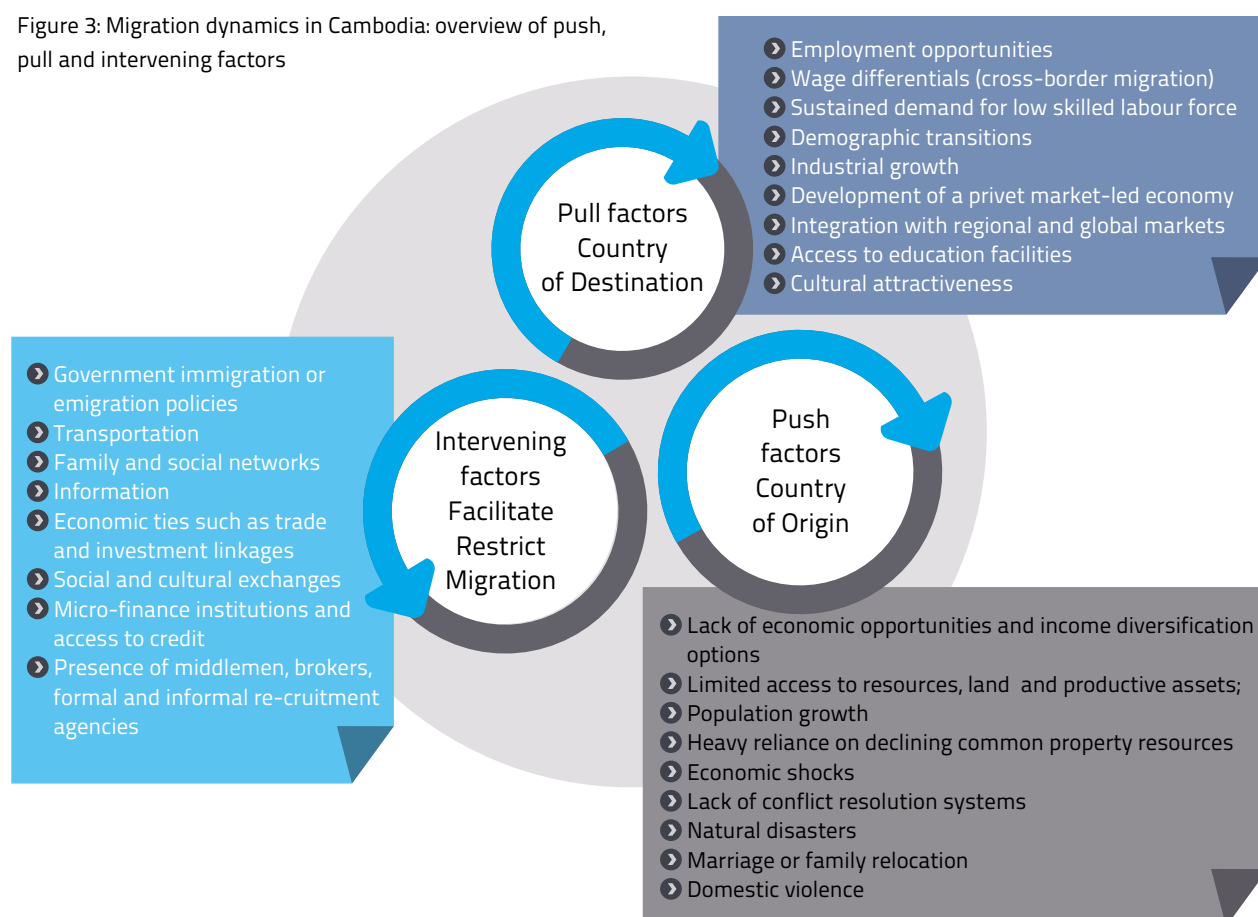 Figure 3: Migration dynamics in Cambodia: overview of push,
pull and intervening factors
Employment opportunities
Wage differentials (cross-border migration)
Sustained demand for low skilled labour force
Demographic transitions
Industrial growth
Development of a privet market-led economy
Integration with regional and global markets
Access to education facilities
Cultural attractiveness
Pull factors
Country
of Destination
Government immigration or
emigration policies
Transportation
Family and social networks
Information
Economic ties such as trade
and investment linkages
Social and cultural exchanges
Micro-finance institutions and
access to credit
Presence of middlemen, brokers,
formal and informal re-cruitment
agencies
Intervening
factors
Facilitate
Restrict
Migration
Push
factors
Country
of Origin
Lack of economic opportunities and income diversification
options
Limited access to resources, land and productive assets;
Population growth
Heavy reliance on declining common property resources
Economic shocks
Lack of conflict resolution systems
Natural disasters
Marriage or family relocation
Domestic violence